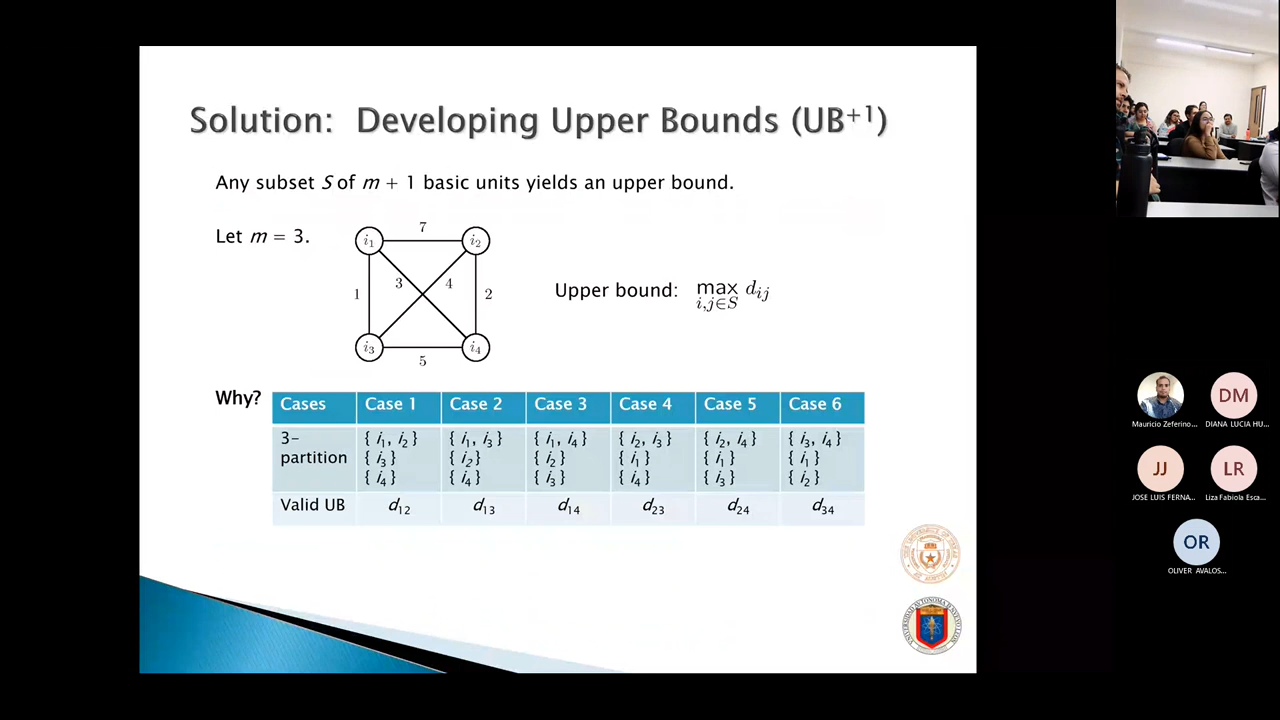 Solution: Developing Upper Bounds (UB⁺¹)
Any subset S of m + 1 basic units yields an upper bound.
Let m = 3.
7
i₁
i₂
3
4
1
2
i₃
i₄
5
Upper bound: max d_ij
i,j∈S
Why?
Cases Case 1 Case 2 Case 3 Case 4 Case 5 Case 6
3- { i₁, i₂} { i₁, i₃} { i₁, i₄} { i₂, i₃} { i₂, i₄} { i₃, i₄}
partition { i₃} { i₂} { i₂} { i₁} { i₁} { i₁}
{ i₄} { i₄} { i₃} { i₄} { i₃} { i₂}
Valid UB d₁₂ d₁₃ d₁₄ d₂₃ d₂₄ d₃₄
DM
Mauricio Zeferino... DIANA LUCIA HU...
JJ LR
JOSE LUIS FERNA... Liza Fabiola Esca...
OR
OLIVER AVALOS...